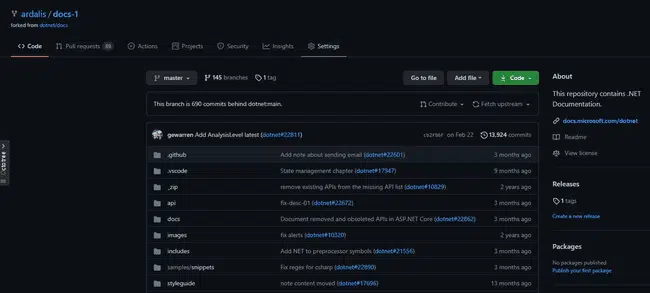 ardalis / docs-1
forked from dotnet/docs
Code Pull requests 85 Actions Projects Security Insights Settings
master 145 branches 1 tag Go to file Add file Code
This branch is 690 commits behind dotnet:main. Contribute Fetch upstream
gewarren Add AnalysisLevel latest (dotnet#22811) on Feb 22 13,924 commits
.github Add note about sending email (dotnet#22601) 3 months ago
.vscode State management chapter (dotnet#17947) 9 months ago
_zip remove existing APIs from the missing API list (dotnet#10829) 2 years ago
api fix-desc-01 (dotnet#22672) 3 months ago
docs Document removed and obsoleted APIs in ASP.NET Core (dotnet#22862) 3 months ago
images fix alerts (dotnet#10320) 2 years ago
includes Add NET to preprocessor symbols (dotnet#21556) 3 months ago
samples/snippets Fix regex for csharp (dotnet#22890) 3 months ago
styleguide note content moved (dotnet#17696) 13 months ago
About
This repository contains .NET
Documentation.
docs.microsoft.com/dotnet
Readme
View license
Releases
1 tags
Create a new release
Packages
No packages published
Publish your first package